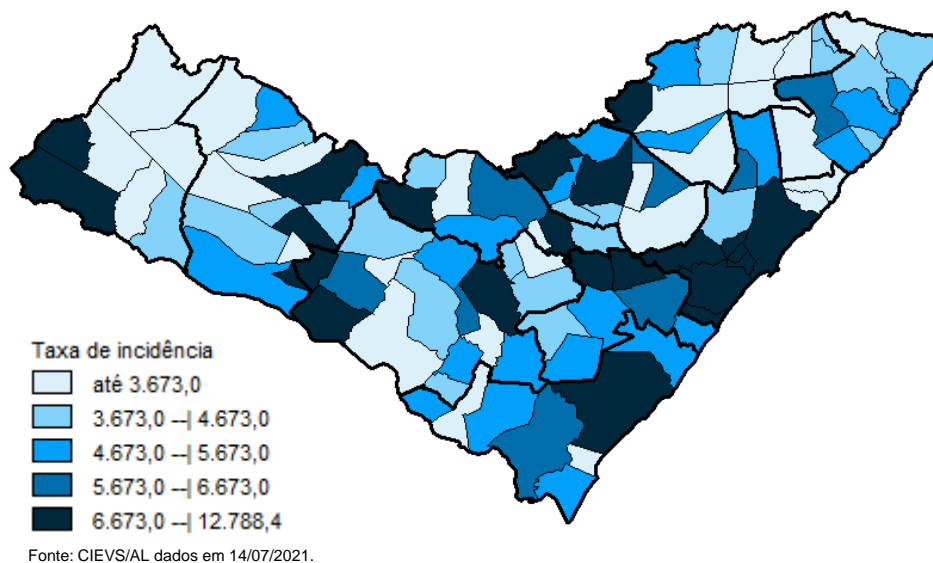 Taxa de incidência
até 3.673,0
3.673,0 --| 4.673,0
4.673,0 --| 5.673,0
5.673,0 --| 6.673,0
6.673,0 --| 12.788,4
Fonte: CIEVS/AL dados em 14/07/2021.